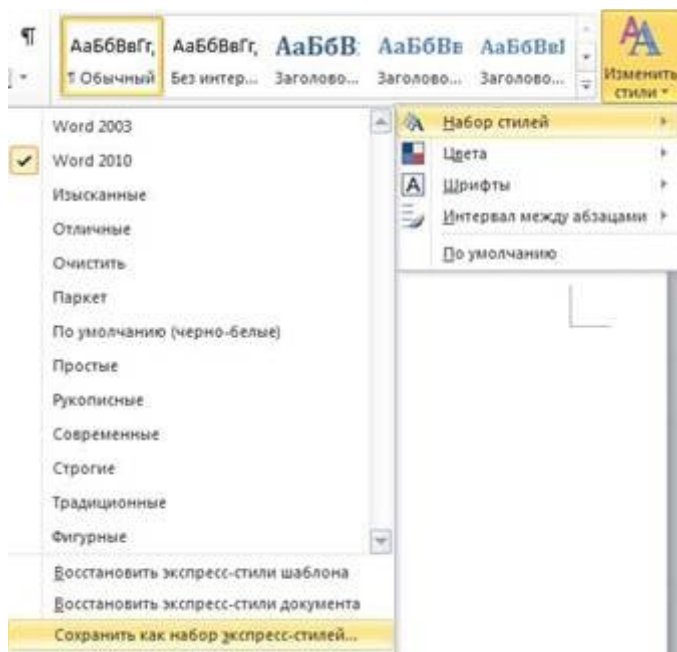 ¶
АаБбВвГг, АаБбВвГг, АаБбВ: АаБбВв АаБбВвІ
¶ Обычный Без интер... Заголово... Заголово... Заголово...
Изменить
стили
Набор стилей
Цвета
Шрифты
Интервал между абзацами
По умолчанию
Word 2003
Word 2010
Изысканные
Отличные
Очистить
Паркет
По умолчанию (черно-белые)
Простые
Рукописные
Современные
Строгие
Традиционные
Фигурные
Восстановить экспресс-стили шаблона
Восстановить экспресс-стили документа
Сохранить как набор экспресс-стилей...